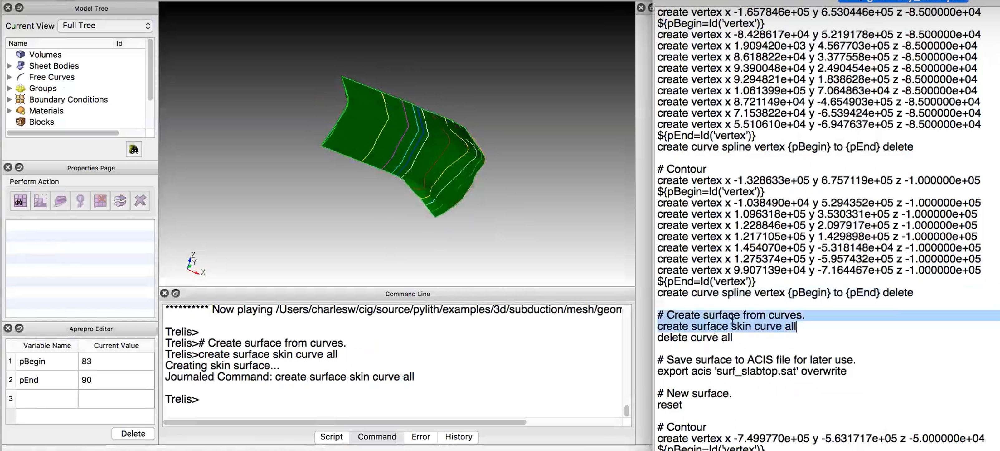 Model Tree
Current View Full Tree
Name Id
Volumes
Sheet Bodies
Free Curves
Groups
Boundary Conditions
Materials
Blocks
Properties Page
Perform Action
Aprepro Editor
Variable Name Current Value
1 pBegin 83
2 pEnd 90
3
Delete
Z
Y
X
Command Line
********** Now playing /Users/charlesw/cig/source/pylith/examples/3d/subduction/mesh/geom
Trelis>
Trelis># Create surface from curves.
Trelis>create surface skin curve all
Creating skin surface...
Journaled Command: create surface skin curve all
Trelis>
Script Command Error History
create vertex x -1.657846e+05 y 6.530446e+05 z -8.500000e+04
${pBegin=Id('vertex')}
create vertex x -8.428617e+04 y 5.219178e+05 z -8.500000e+04
create vertex x 1.909420e+03 y 4.567703e+05 z -8.500000e+04
create vertex x 8.618822e+04 y 3.377558e+05 z -8.500000e+04
create vertex x 9.390048e+04 y 2.490454e+05 z -8.500000e+04
create vertex x 9.294821e+04 y 1.838628e+05 z -8.500000e+04
create vertex x 1.061399e+05 y 7.064863e+04 z -8.500000e+04
create vertex x 8.721149e+04 y -4.654903e+05 z -8.500000e+04
create vertex x 7.153822e+04 y -6.539424e+05 z -8.500000e+04
create vertex x 5.510610e+04 y -6.947637e+05 z -8.500000e+04
${pEnd=Id('vertex')}
create curve spline vertex {pBegin} to {pEnd} delete
# Contour
create vertex x -1.328633e+05 y 6.757119e+05 z -1.000000e+05
${pBegin=Id('vertex')}
create vertex x -1.038490e+04 y 5.294352e+05 z -1.000000e+05
create vertex x 1.096318e+05 y 3.530331e+05 z -1.000000e+05
create vertex x 1.228846e+05 y 2.097917e+05 z -1.000000e+05
create vertex x 1.217105e+05 y 1.429898e+05 z -1.000000e+05
create vertex x 1.454070e+05 y -5.318148e+04 z -1.000000e+05
create vertex x 1.275374e+05 y -5.957432e+05 z -1.000000e+05
create vertex x 9.907139e+04 y -7.164467e+05 z -1.000000e+05
${pEnd=Id('vertex')}
create curve spline vertex {pBegin} to {pEnd} delete
# Create surface from curves.
create surface skin curve all
delete curve all
# Save surface to ACIS file for later use.
export acis 'surf_slabtop.sat' overwrite
# New surface.
reset
# Contour
create vertex x -7.499770e+05 y -5.631717e+05 z -5.000000e+04
${pBegin=Id('vertex')}